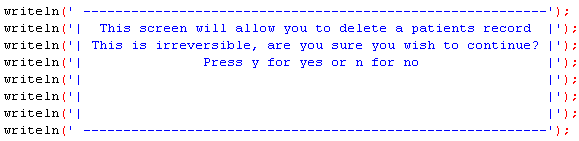 writeln(' ----------------------------------------------------------');
writeln('|  This screen will allow you to delete a patients record  |');
writeln('| This is irreversible, are you sure you wish to continue? |');
writeln('|               Press y for yes or n for no                |');
writeln('|                                                          |');
writeln('|                                                          |');
writeln('|                                                          |');
writeln(' ----------------------------------------------------------');